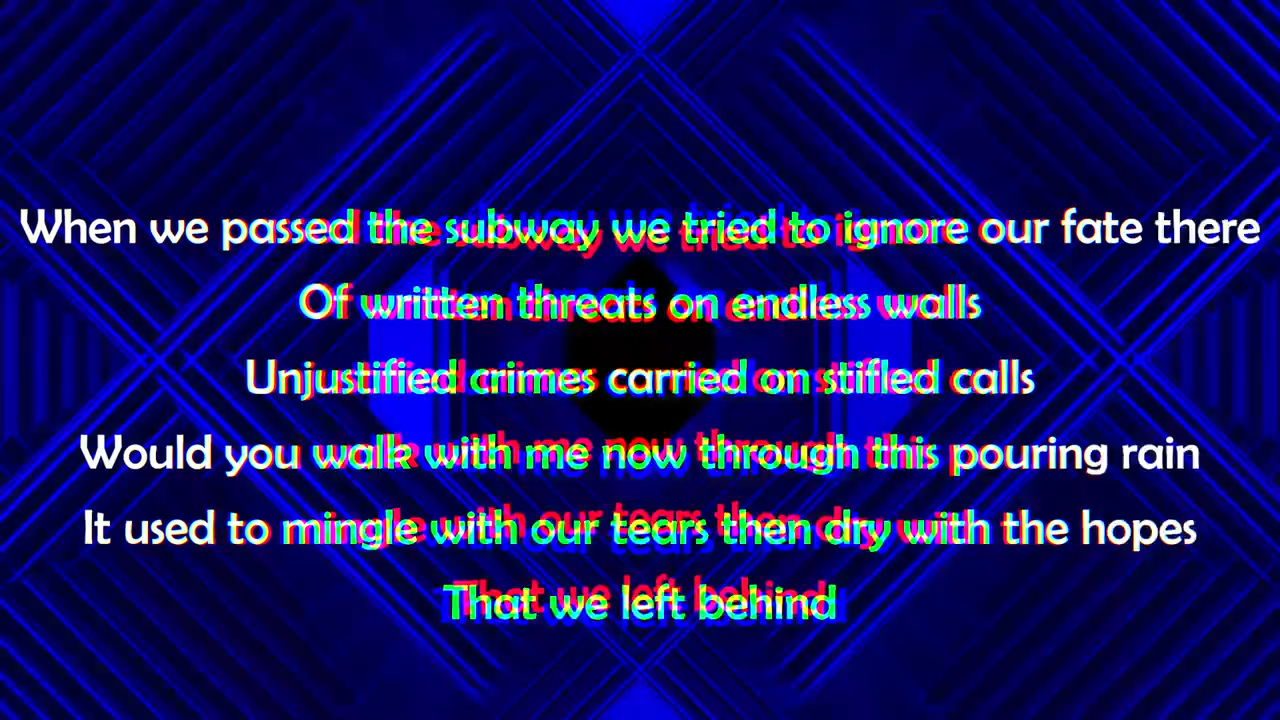 When we passed the subway we tried to ignore our fate there
Of written threats on endless walls
Unjustified crimes carried on stifled calls
Would you walk with me now through this pouring rain
It used to mingle with our tears then dry with the hopes
That we left behind